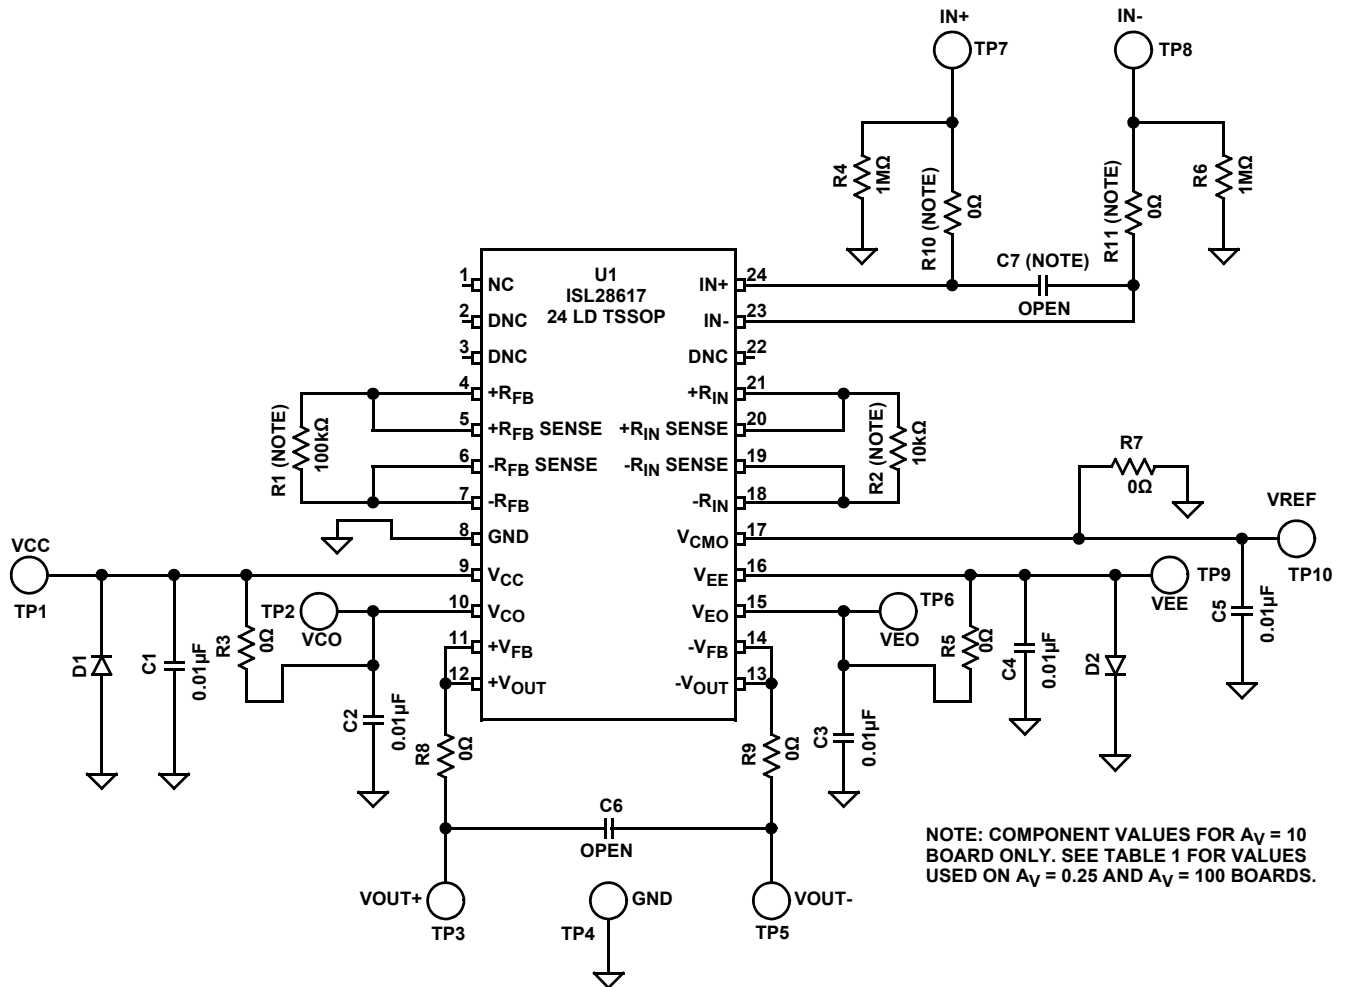 IN+
IN-
TP7
TP8
R4
1MΩ
R10 (NOTE)
0Ω
R11 (NOTE)
0Ω
R6
1MΩ
C7 (NOTE)
OPEN
U1
ISL28617
24 LD TSSOP
1 NC
2 DNC
3 DNC
4 +RFB
5 +RFB SENSE
6 -RFB SENSE
7 -RFB
8 GND
9 VCC
10 VCO
11 +VFB
12 +VOUT
IN+ 24
IN- 23
DNC 22
+RIN 21
+RIN SENSE 20
-RIN SENSE 19
-RIN 18
VCMO 17
VEE 16
VEO 15
-VFB 14
-VOUT 13
R1 (NOTE)
100kΩ
R2 (NOTE)
10kΩ
R7
0Ω
VREF
TP10
VCC
TP1
TP2
VCO
TP6
VEO
TP9
VEE
D1
C1
0.01µF
R3
0Ω
C2
0.01µF
R8
0Ω
R9
0Ω
C3
0.01µF
R5
0Ω
C4
0.01µF
D2
C5
0.01µF
C6
OPEN
VOUT+
TP3
GND
TP4
VOUT-
TP5
NOTE: COMPONENT VALUES FOR AV = 10
BOARD ONLY. SEE TABLE 1 FOR VALUES
USED ON AV = 0.25 AND AV = 100 BOARDS.